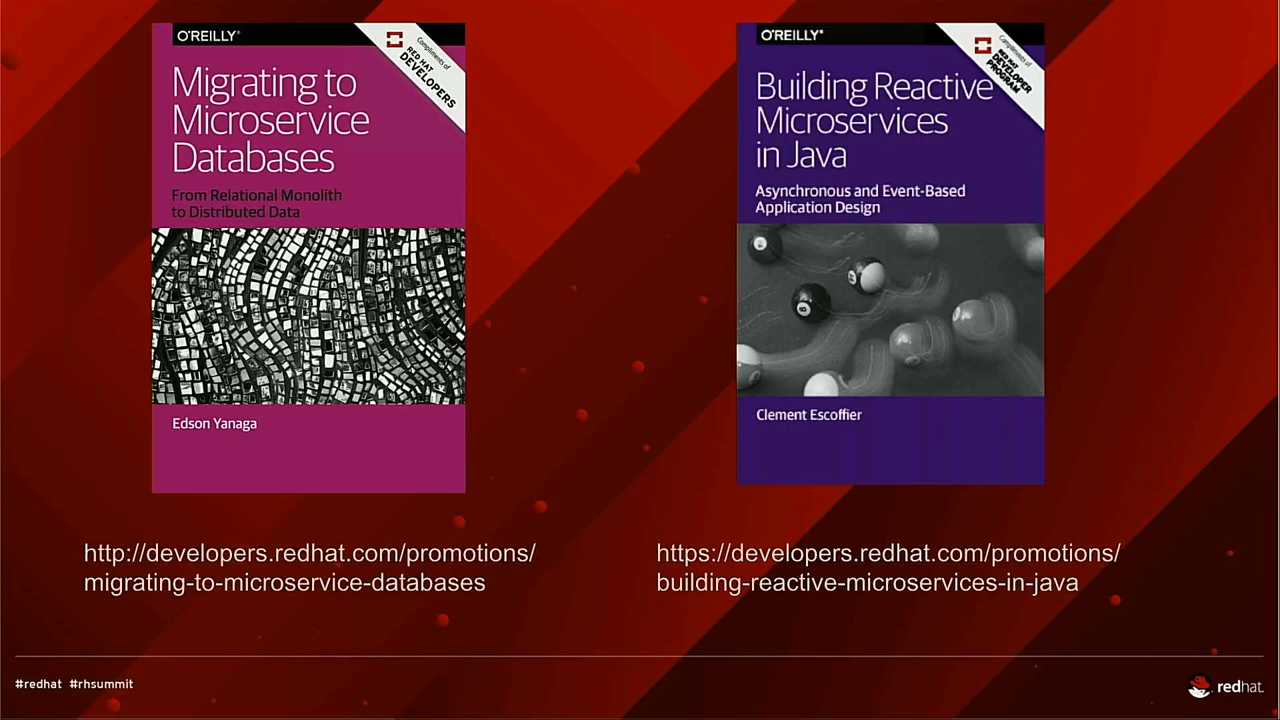 O'REILLY®
Compliments of
RED HAT
DEVELOPERS
Migrating to
Microservice
Databases
From Relational Monolith
to Distributed Data
Edson Yanaga
http://developers.redhat.com/promotions/
migrating-to-microservice-databases
O'REILLY®
Compliments of
RED HAT
DEVELOPER
PROGRAM
Building Reactive
Microservices
in Java
Asynchronous and Event-Based
Application Design
8
Clement Escoffier
https://developers.redhat.com/promotions/
building-reactive-microservices-in-java
#redhat #rhsummit
redhat.